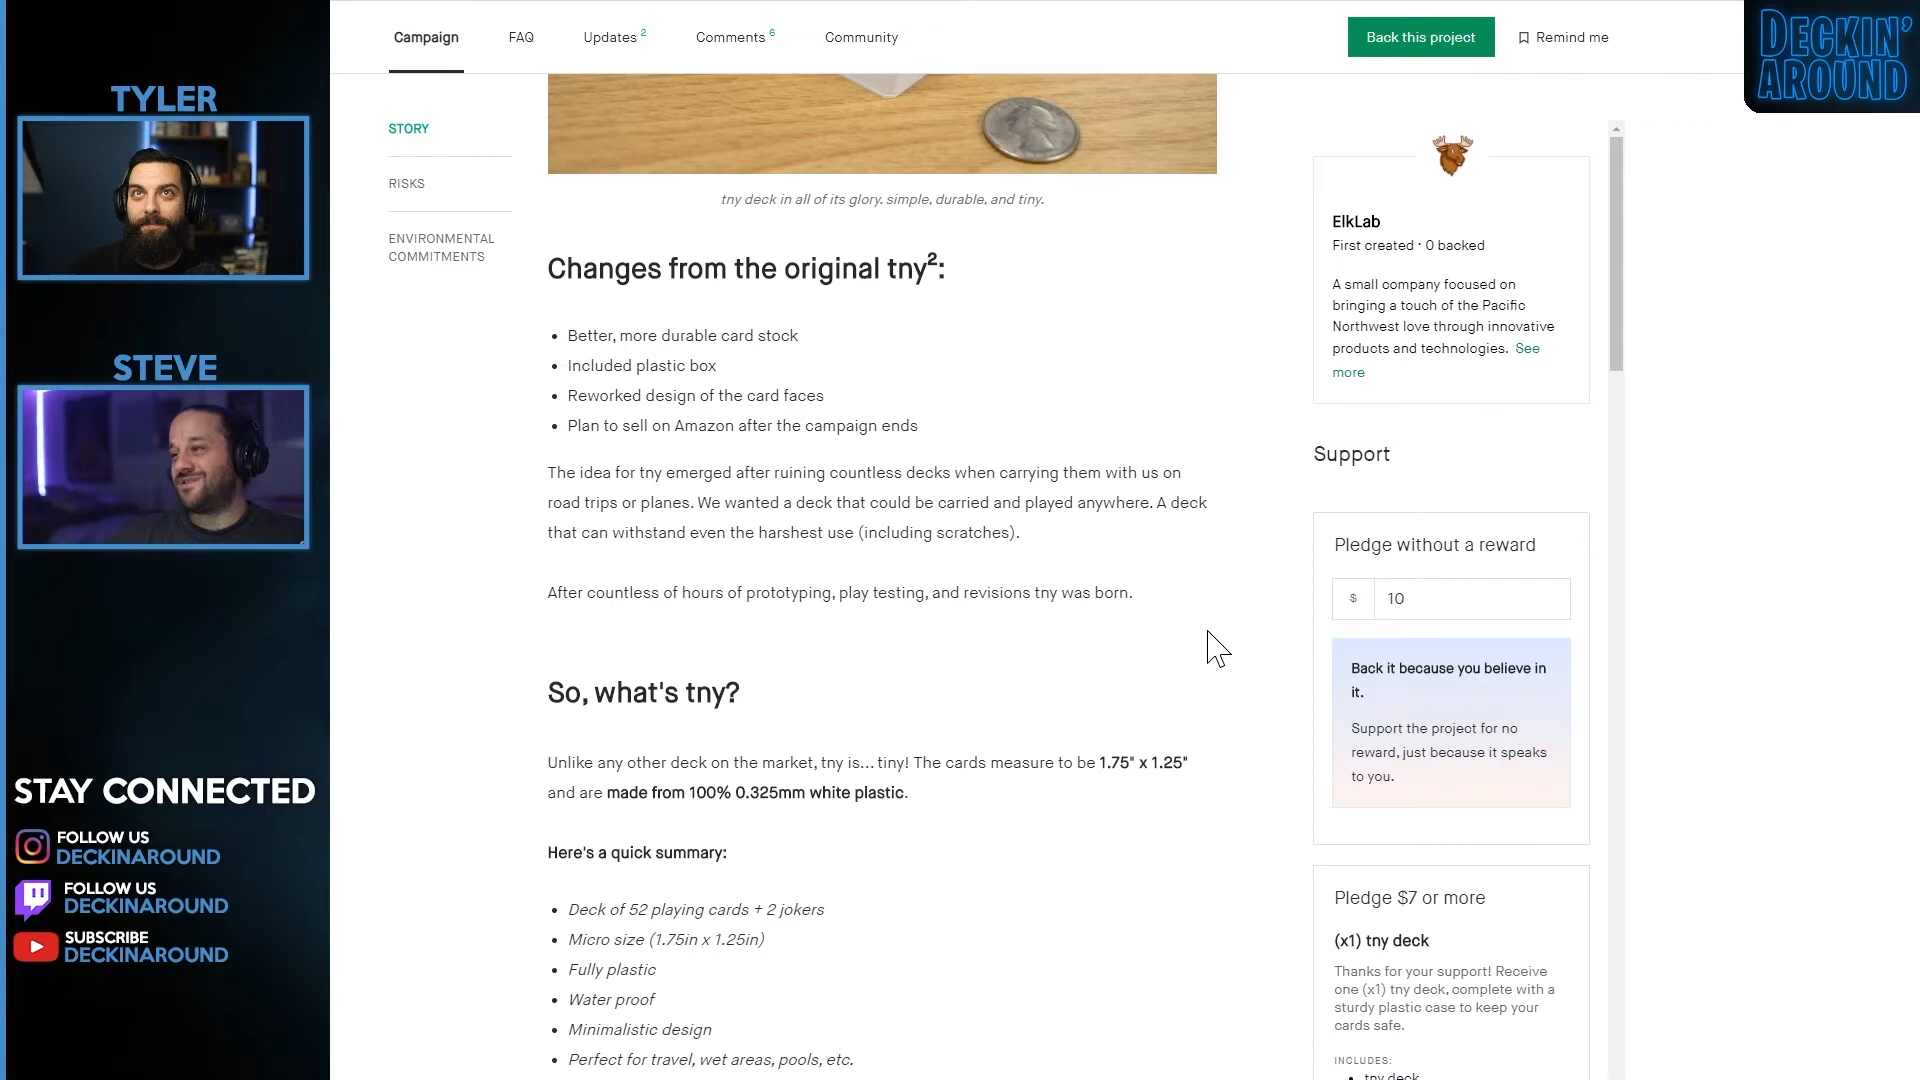 Campaign
FAQ
Updates 2
Comments 6
Community
Back this project
Remind me
DECKIN' AROUND
TYLER
STEVE
STAY CONNECTED
FOLLOW US
DECKINAROUND
FOLLOW US
DECKINAROUND
SUBSCRIBE
DECKINAROUND
STORY
RISKS
ENVIRONMENTAL
COMMITMENTS
tny deck in all of its glory. simple, durable, and tiny.
Changes from the original tny²:
• Better, more durable card stock
• Included plastic box
• Reworked design of the card faces
• Plan to sell on Amazon after the campaign ends
The idea for tny emerged after ruining countless decks when carrying them with us on
road trips or planes. We wanted a deck that could be carried and played anywhere. A deck
that can withstand even the harshest use (including scratches).
After countless of hours of prototyping, play testing, and revisions tny was born.
So, what's tny?
Unlike any other deck on the market, tny is... tiny! The cards measure to be 1.75" x 1.25"
and are made from 100% 0.325mm white plastic.
Here's a quick summary:
• Deck of 52 playing cards + 2 jokers
• Micro size (1.75in x 1.25in)
• Fully plastic
• Water proof
• Minimalistic design
• Perfect for travel, wet areas, pools, etc.
ElkLab
First created · 0 backed
A small company focused on
bringing a touch of the Pacific
Northwest love through innovative
products and technologies. See
more
Support
Pledge without a reward
$ 10
Back it because you believe in
it.
Support the project for no
reward, just because it speaks
to you.
Pledge $7 or more
(x1) tny deck
Thanks for your support! Receive
one (x1) tny deck, complete with a
sturdy plastic case to keep your
cards safe.
INCLUDES:
• tny deck